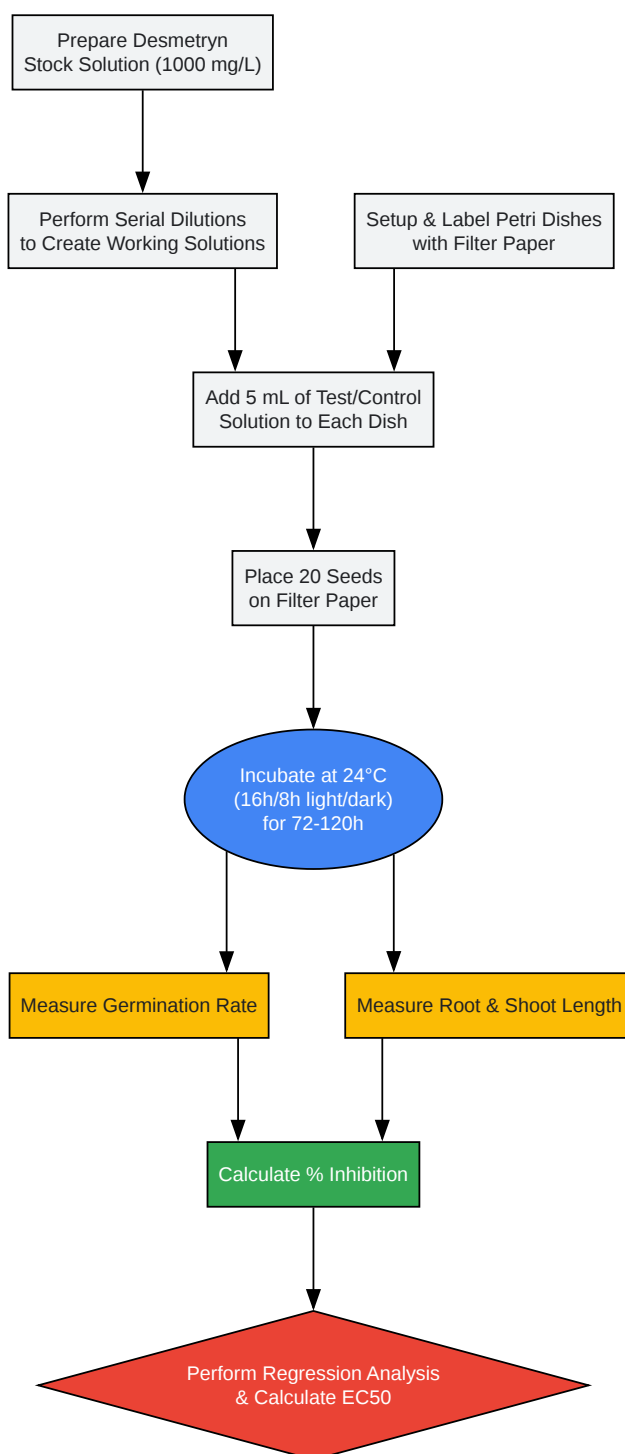 Prepare Desmetryn
Stock Solution (1000 mg/L)
Perform Serial Dilutions
to Create Working Solutions
Setup & Label Petri Dishes
with Filter Paper
Add 5 mL of Test/Control
Solution to Each Dish
Place 20 Seeds
on Filter Paper
Incubate at 24°C
(16h/8h light/dark)
for 72-120h
Measure Germination Rate
Measure Root & Shoot Length
Calculate % Inhibition
Perform Regression Analysis
& Calculate EC50